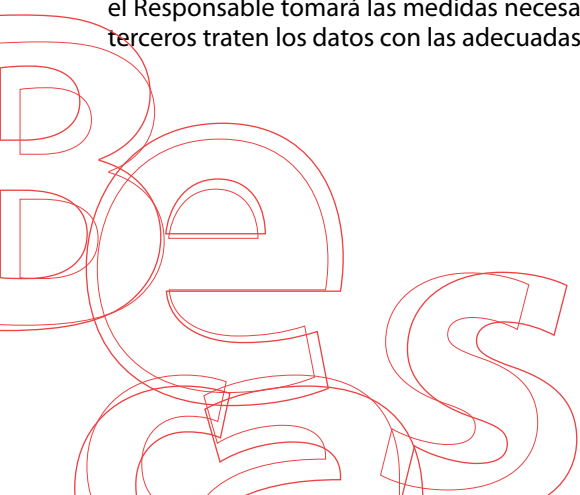 el Responsable tomará las medidas necesa
terceros traten los datos con las adecuadas
B
e
s
a